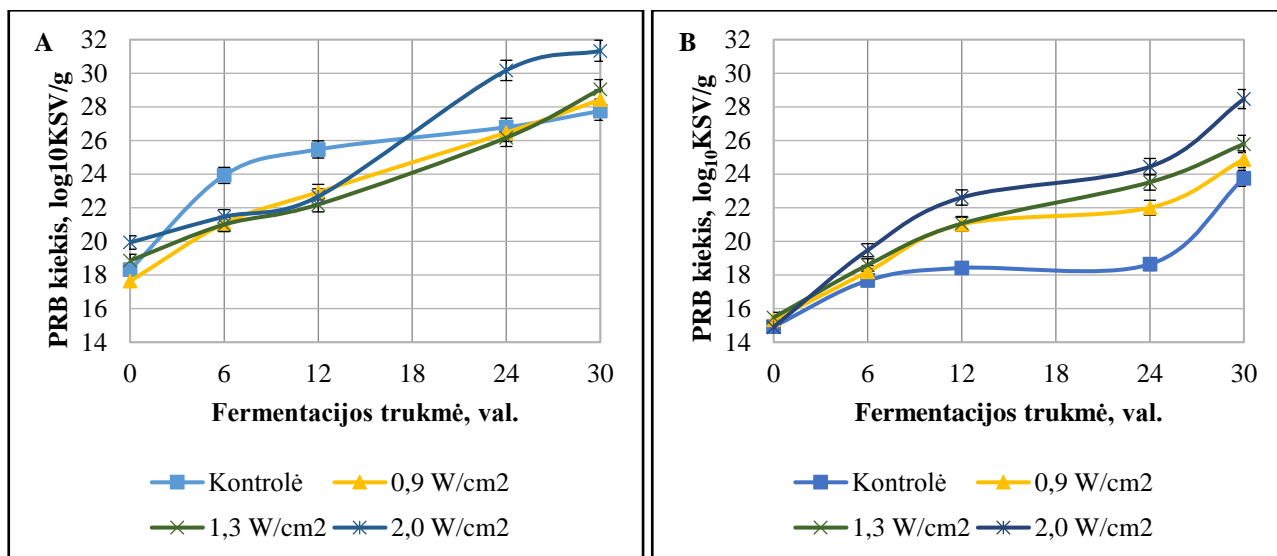 A
PRB kiekis, log10KSV/g
32
30
28
26
24
22
20
18
16
14
0 6 12 18 24 30
Fermentacijos trukmė, val.
Kontrolė 0,9 W/cm2
1,3 W/cm2 2,0 W/cm2
B
PRB kiekis, log₁₀KSV/g
32
30
28
26
24
22
20
18
16
14
0 6 12 18 24 30
Fermentacijos trukmė, val.
Kontrolė 0,9 W/cm2
1,3 W/cm2 2,0 W/cm2